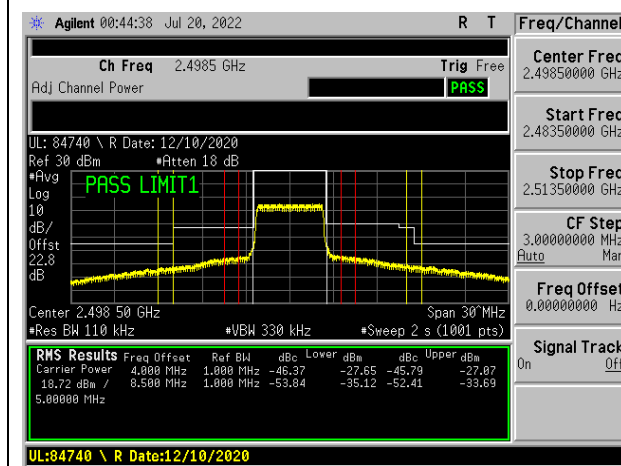 Agilent 00:44:38 Jul 20, 2022 R T
Freq/Channel
Ch Freq 2.4985 GHz Trig Free
Adj Channel Power PASS
Center Freq
2.49850000 GHz
Start Freq
2.48350000 GHz
Stop Freq
2.51350000 GHz
CF Step
3.00000000 MHz
Auto Man
Freq Offset
0.00000000 Hz
Signal Track
On Off
UL: 84740 \ R Date: 12/10/2020
Ref 30 dBm #Atten 18 dB
#Avg
Log
10
dB/
Offst
22.8
dB
PASS LIMIT1
Center 2.498 50 GHz Span 30^MHz
#Res BW 110 kHz #VBW 330 kHz #Sweep 2 s (1001 pts)
RMS Results Freq Offset Ref BW dBc Lower dBm dBc Upper dBm
Carrier Power 4.000 MHz 1.000 MHz -46.37 -27.65 -45.79 -27.07
18.72 dBm / 8.500 MHz 1.000 MHz -53.84 -35.12 -52.41 -33.69
5.00000 MHz
UL:84740 \ R Date:12/10/2020